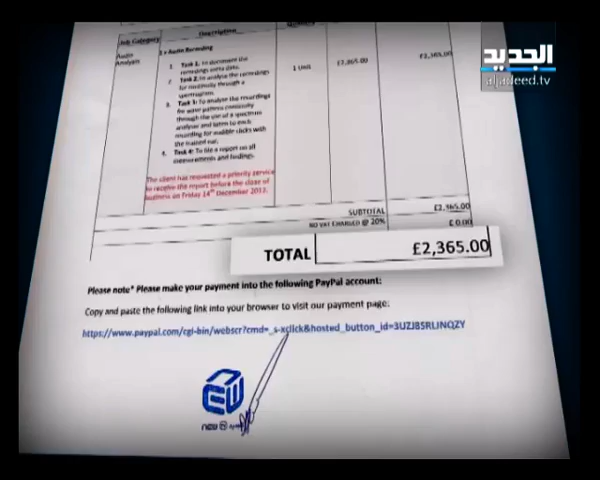 الجديد
aljadeed.tv
Job Category
Description
Audio
Analysis
1 x Audio Recording
1 Unit
£2,365.00
£2,365.00
1. Task 1: To document the
recordings meta data.
2. Task 2: To analyse the recordings
for continuity through a
spectrogram.
3. Task 3: To analyse the recordings
for wave pattern continuity
through the use of a spectrum
analyser and listen to each
recording for audible clicks with
the trained ear.
4. Task 4: To file a report on all
measurements and findings.
The client has requested a priority service
to receive the report before the close of
business on Friday 14th December 2012.
SUBTOTAL
£2,365.00
NO VAT CHARGED @ 20%
£ 0.00
TOTAL
£2,365.00
Please note* Please make your payment into the following PayPal account:
Copy and paste the following link into your browser to visit our payment page:
https://www.paypal.com/cgi-bin/webscr?cmd=_s-xclick&hosted_button_id=3UZJBSRLJNQZY